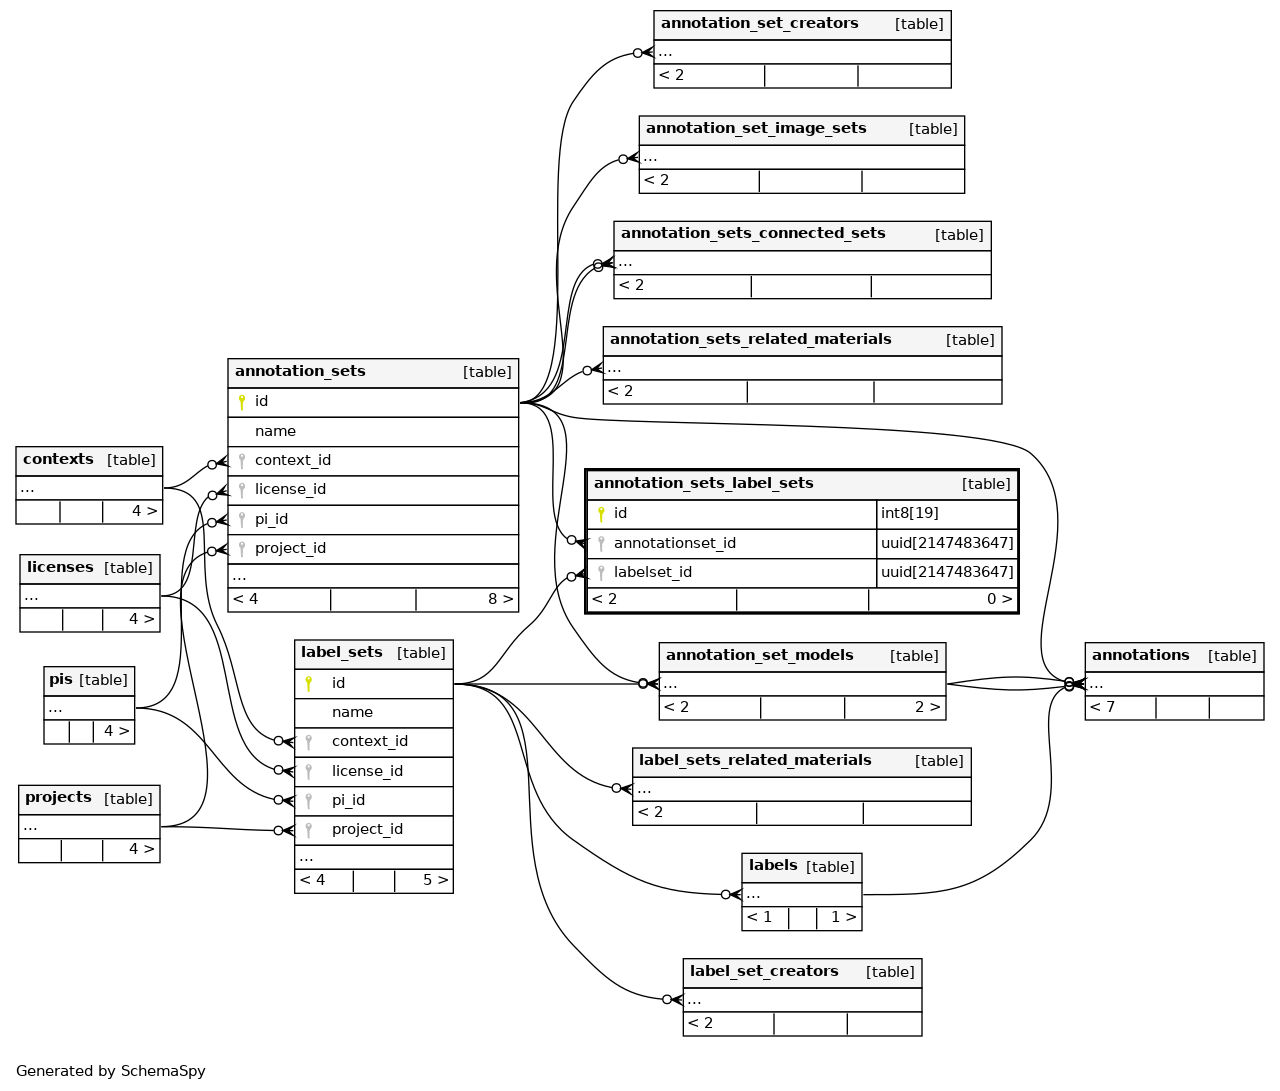 annotation_set_creators [table]
...
< 2
annotation_set_image_sets [table]
...
< 2
annotation_sets_connected_sets [table]
...
< 2
annotation_sets_related_materials [table]
...
< 2
annotation_sets [table]
id
name
context_id
license_id
pi_id
project_id
...
< 4 8 >
contexts [table]
...
4 >
licenses [table]
...
4 >
pis [table]
...
4 >
projects [table]
...
4 >
annotation_sets_label_sets [table]
id int8[19]
annotationset_id uuid[2147483647]
labelset_id uuid[2147483647]
< 2 0 >
label_sets [table]
id
name
context_id
license_id
pi_id
project_id
...
< 4 5 >
annotation_set_models [table]
...
< 2 2 >
annotations [table]
...
< 7
label_sets_related_materials [table]
...
< 2
labels [table]
...
< 1 1 >
label_set_creators [table]
...
< 2
Generated by SchemaSpy